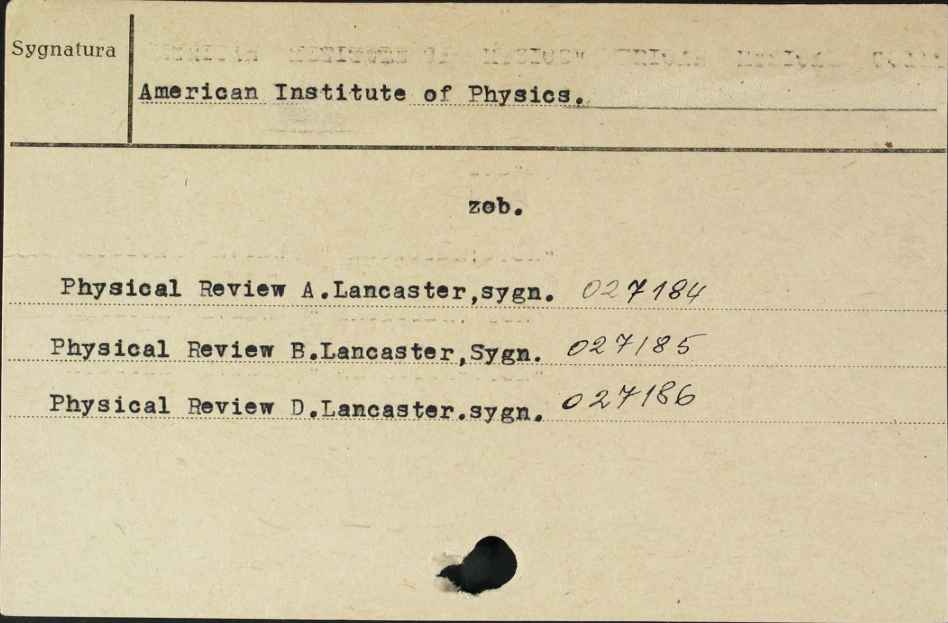 Sygnatura
American Institute of Physics.
zob.
Physical Review A.Lancaster,sygn. 027184
Physical Review B.Lancaster,Sygn. 027185
Physical Review D.Lancaster.sygn. 027186